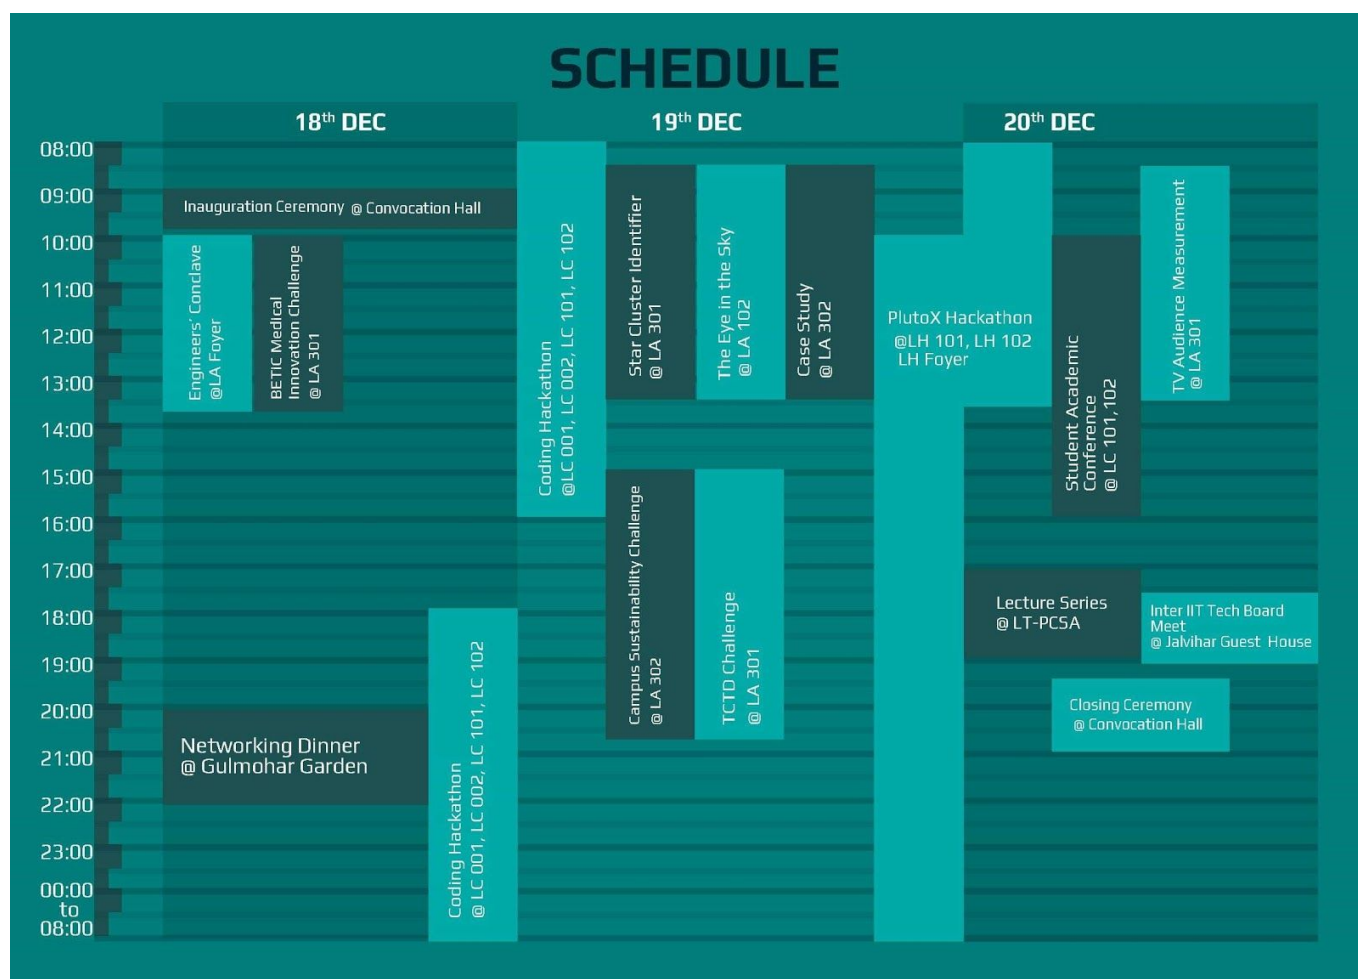 SCHEDULE
18th DEC
19th DEC
20th DEC
08:00
09:00
10:00
11:00
12:00
13:00
14:00
15:00
16:00
17:00
18:00
19:00
20:00
21:00
22:00
23:00
00:00
to
08:00
Inauguration Ceremony @ Convocation Hall
Engineers' Conclave
@LA Foyer
BETIC Medical
Innovation Challenge
@ LA 301
Networking Dinner
@ Gulmohar Garden
Coding Hackathon
@ LC 001, LC 002, LC 101, LC 102
Coding Hackathon
@LC 001, LC 002, LC 101, LC 102
Star Cluster Identifier
@ LA 301
The Eye in the Sky
@ LA 102
Case Study
@ LA 302
Campus Sustainability Challenge
@ LA 302
TCTD Challenge
@ LA 301
PlutoX Hackathon
@LH 101, LH 102
LH Foyer
Student Academic
Conference
@ LC 101,102
TV Audience Measurement
@ LA 301
Lecture Series
@ LT-PCSA
Inter IIT Tech Board
Meet
@ Jalvihar Guest House
Closing Ceremony
@ Convocation Hall